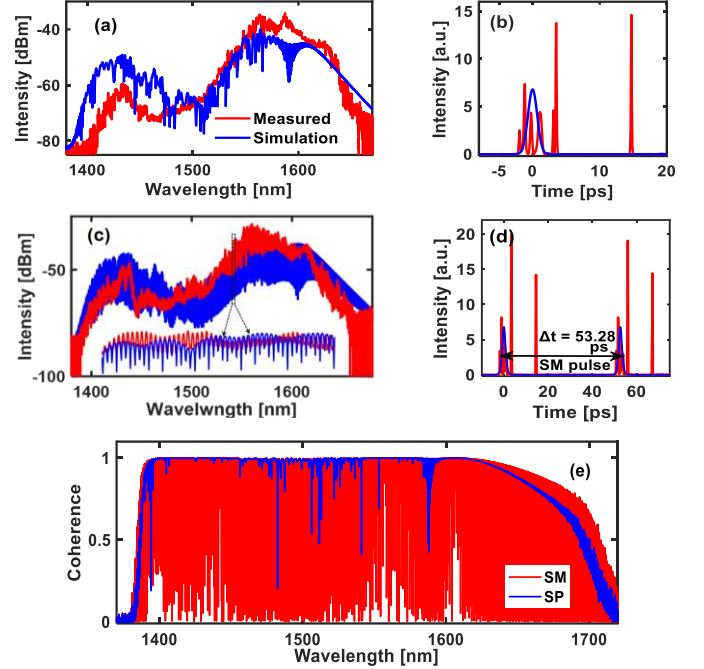 (a)
Intensity [dBm]
-40
-60
-80
Measured
Simulation
1400
1500
1600
Wavelength [nm]
(b)
Intensity [a.u.]
15
10
5
0
-5
0
10
20
Time [ps]
(c)
Intensity [dBm]
-50
-100
1400
1500
1600
Wavelwngth [nm]
(d)
Intensity [a.u.]
20
15
10
5
0
Δt = 53.28
ps
SM pulse
0
25
50
75
Time [ps]
(e)
Coherence
1
0.5
0
SM
SP
1400
1500
1600
1700
Wavelength [nm]